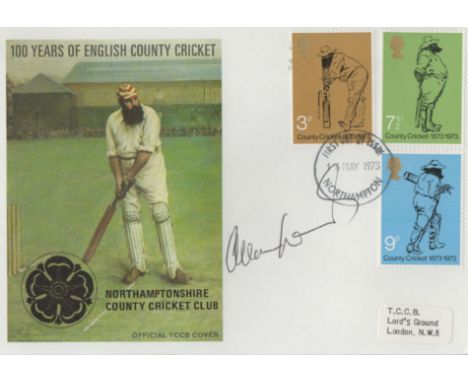 100 YEARS OF ENGLISH COUNTY CRICKET
3p
County Cricket 1873-1973
7½p
County Cricket 1873-1973
FIRST DAY OF ISSUE
MAY 1973
NORTHAMPTON
9p
County Cricket 1873-1973
NORTHAMPTONSHIRE
COUNTY CRICKET CLUB
OFFICIAL TCCB COVER
T.C.C.B.
Lord's Ground
London, N.W.8